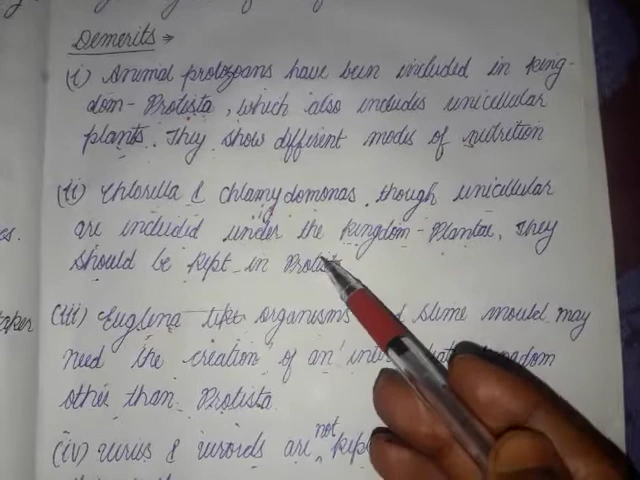 Demerits →
(i) Animal protozoans have been included in king-
dom-Protista, which also includes unicellular
plants. They show different modes of nutrition
(ii) Chlorella & chlamydomonas though unicellular
es.
are included under the kingdom-Plantae. They
should be kept in
taker
(iii) Euglena like organisms slime mould may
need the creation of an
other than Protista
(iv) virus & viroids are not